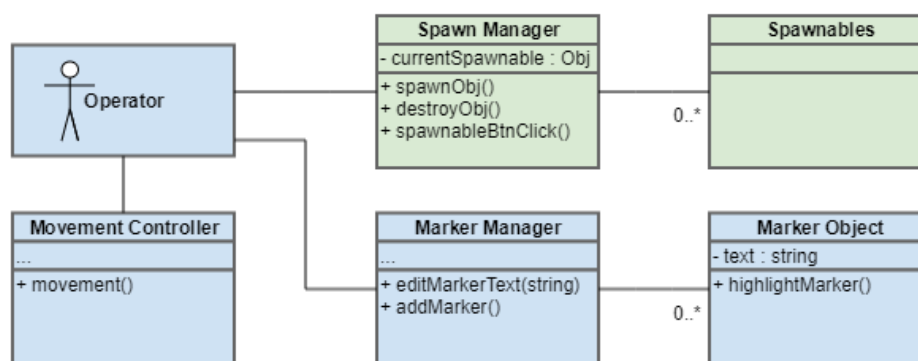 Operator
Spawn Manager
- currentSpawnable : Obj
+ spawnObj()
+ destroyObj()
+ spawnableBtnClick()
Spawnables
0..*
Movement Controller
...
+ movement()
Marker Manager
...
+ editMarkerText(string)
+ addMarker()
Marker Object
- text : string
+ highlightMarker()
0..*